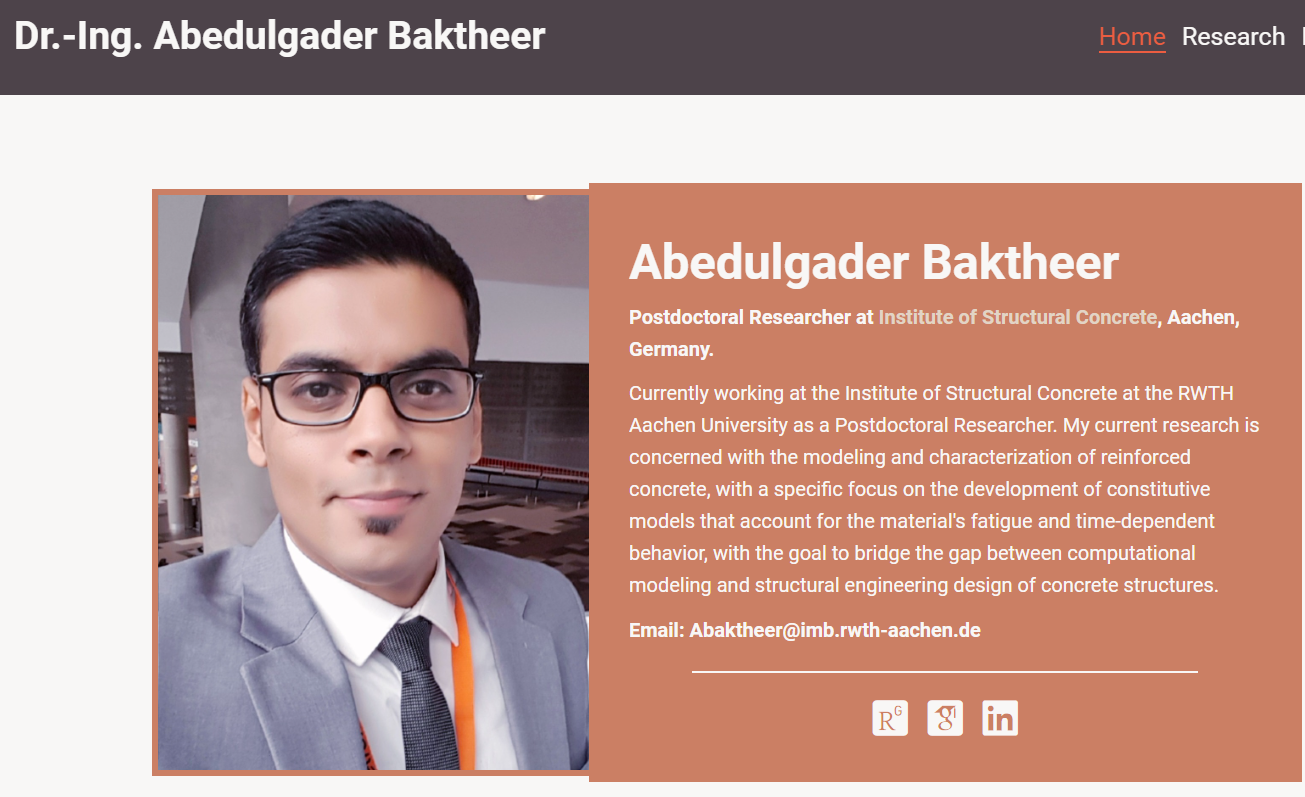 Dr.-Ing. Abedulgader Baktheer
Home Research
Abedulgader Baktheer
Postdoctoral Researcher at Institute of Structural Concrete, Aachen,
Germany.
Currently working at the Institute of Structural Concrete at the RWTH
Aachen University as a Postdoctoral Researcher. My current research is
concerned with the modeling and characterization of reinforced
concrete, with a specific focus on the development of constitutive
models that account for the material's fatigue and time-dependent
behavior, with the goal to bridge the gap between computational
modeling and structural engineering design of concrete structures.
Email: Abaktheer@imb.rwth-aachen.de
RG g in